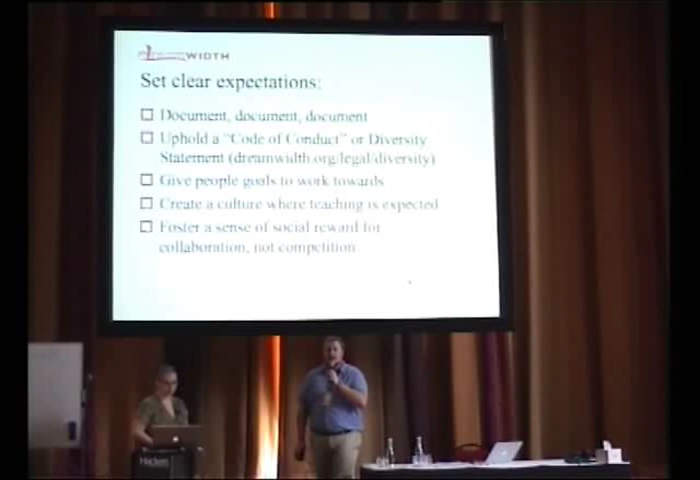 WIDTH
Set clear expectations:
Document, document, document
Uphold a "Code of Conduct" or Diversity
Statement (dreamwidth.org/legal/diversity)
Give people goals to work towards
Create a culture where teaching is expected
Foster a sense of social reward for
collaboration, not competition